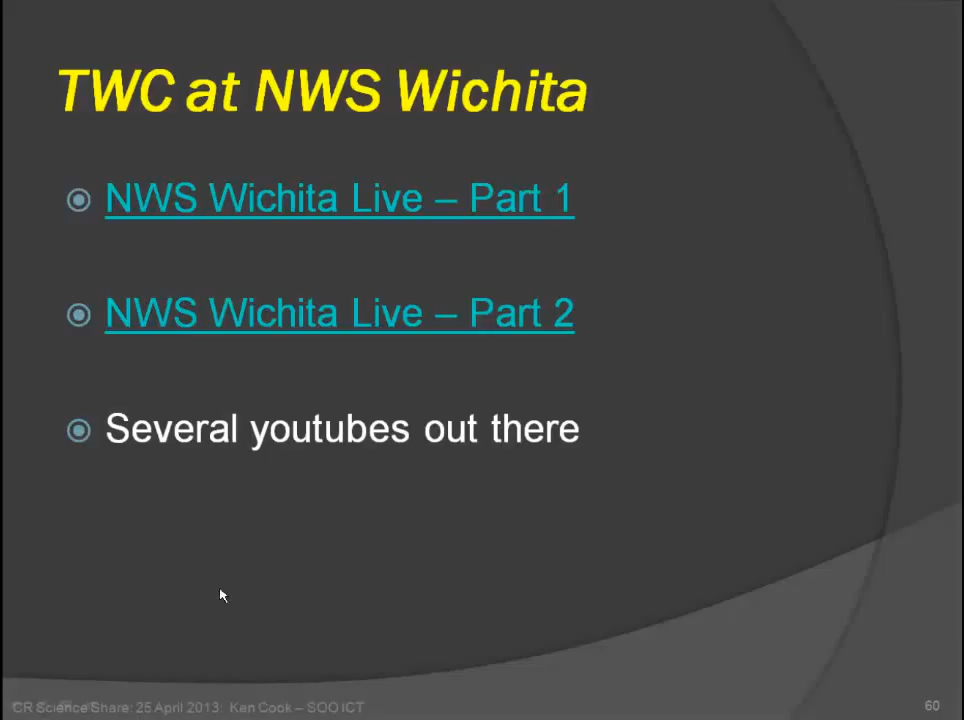 TWC at NWS Wichita
NWS Wichita Live – Part 1
NWS Wichita Live – Part 2
Several youtubes out there
CR Science Share: 25 April 2013: Ken Cook – SOO ICT
60